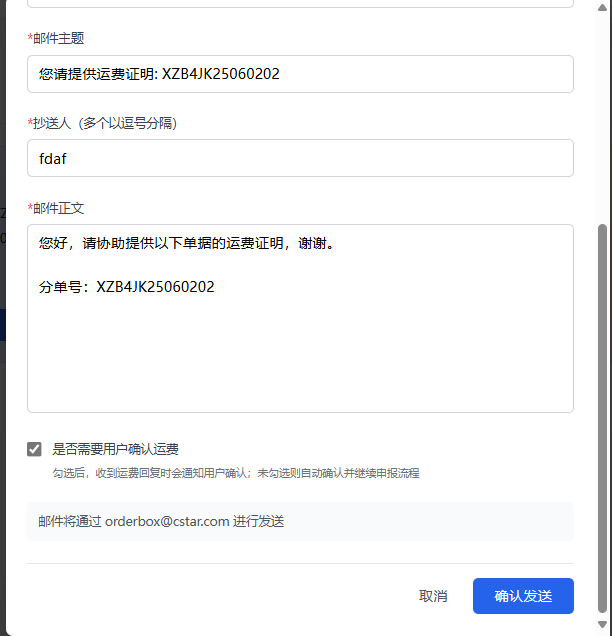 *邮件主题
您请提供运费证明: XZB4JK25060202
*抄送人（多个以逗号分隔）
fdaf
*邮件正文
您好，请协助提供以下单据的运费证明，谢谢。
分单号：XZB4JK25060202
是否需要用户确认运费
勾选后，收到运费回复时会通知用户确认；未勾选则自动确认并继续申报流程
邮件将通过 orderbox@cstar.com 进行发送
取消
确认发送